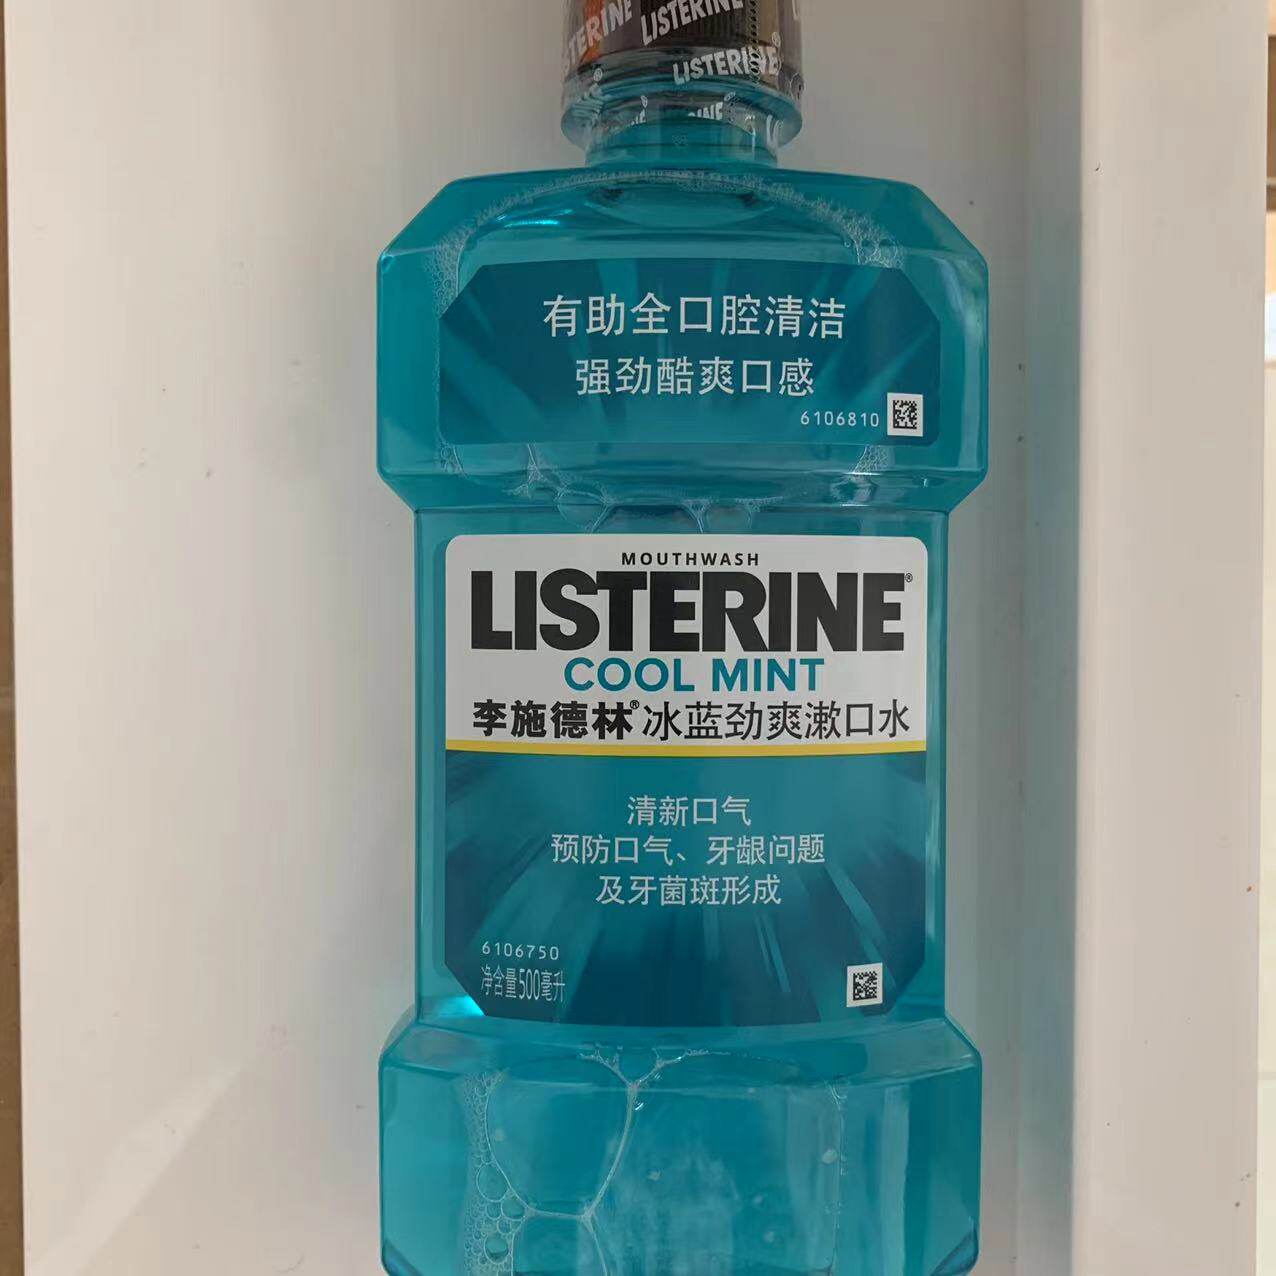 LISTERINE
LISTERINE
有助全口腔清洁
强劲酷爽口感
6106810
MOUTHWASH
LISTERINE®
COOL MINT
李施德林®冰蓝劲爽漱口水
清新口气
预防口气、牙龈问题
及牙菌斑形成
6106750
净含量500毫升